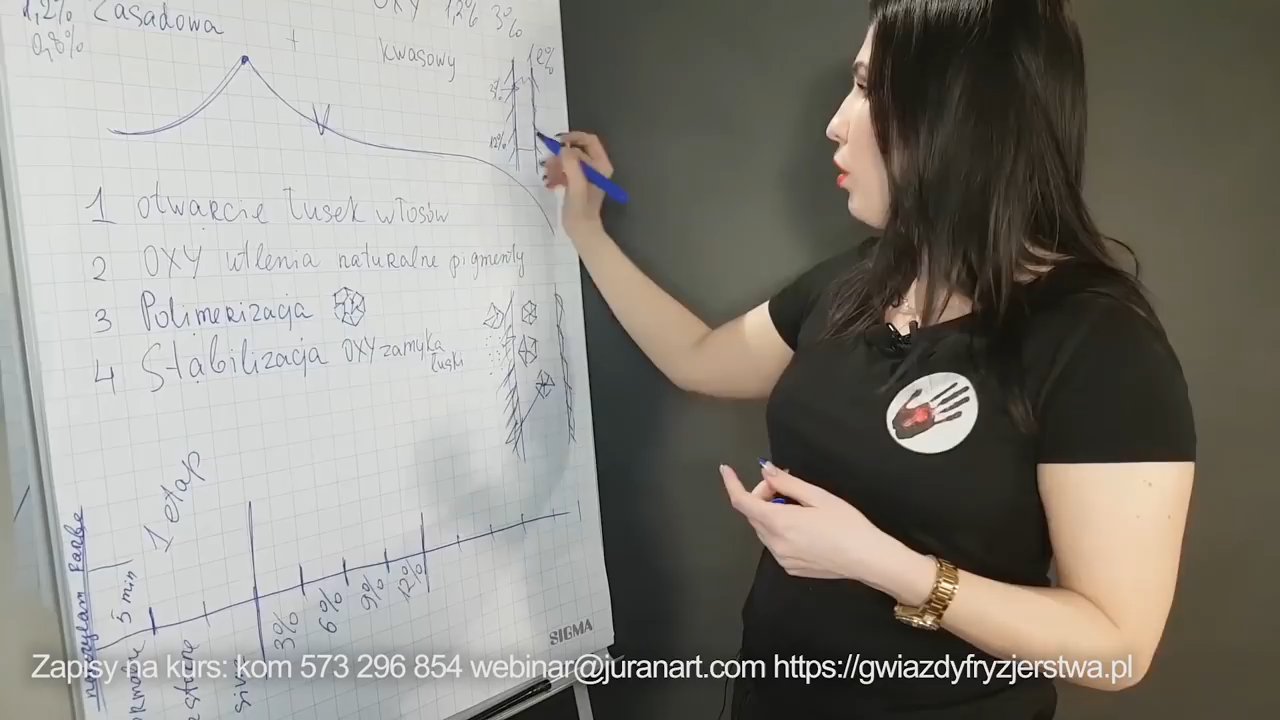 1,2% Zasadowa
0,8%
+
OXY 1,2% 3%
kwasowy
3%
12%
1 otwarcie łusek włosów
2 OXY utlenia naturalne pigmenty
3 Polimerizacja
4 Stabilizacja OXY zamyka
łuski
1 etap
farbę
5 min
3%
6%
9%
12%
SIGMA
Zapisy na kurs: kom 573 296 854 webinar@juranart.com https://gwiazdyfryzjerstwa.pl